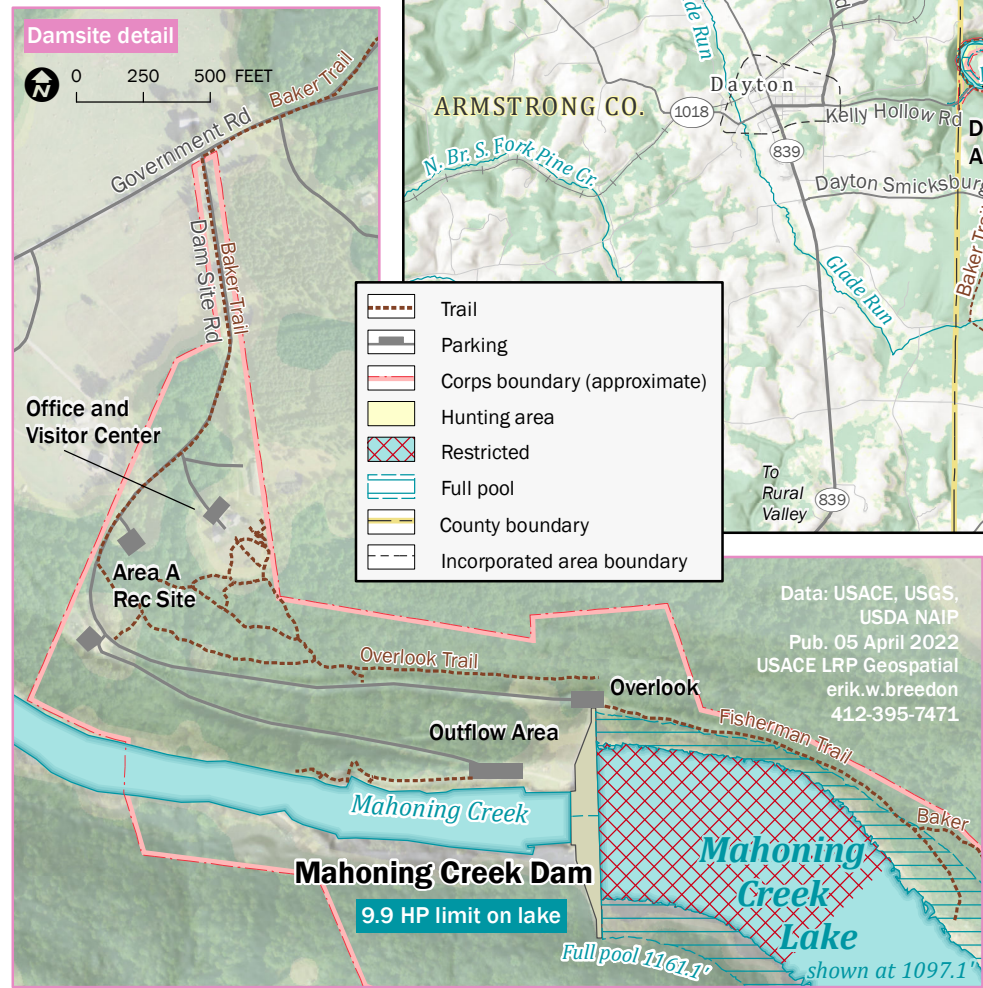 Damsite detail
N
0 250 500 FEET
Baker Trail
Government Rd
Dam Site Rd
Baker Trail
Office and
Visitor Center
Area A
Rec Site
Overlook Trail
Overlook
Outflow Area
Fisherman Trail
Baker
Mahoning Creek
Mahoning Creek Dam
9.9 HP limit on lake
Mahoning
Creek
Lake
shown at 1097.1'
Full pool 1161.1'
Data: USACE, USGS,
USDA NAIP
Pub. 05 April 2022
USACE LRP Geospatial
erik.w.breedon
412-395-7471
Trail
Parking
Corps boundary (approximate)
Hunting area
Restricted
Full pool
County boundary
Incorporated area boundary
de Run
Dayton
ARMSTRONG CO.
1018
Kelly Hollow Rd
839
N. Br. S. Fork Pine Cr.
Dayton Smicksburg
D
A
Glade Run
Baker Trai
To
Rural
Valley
839